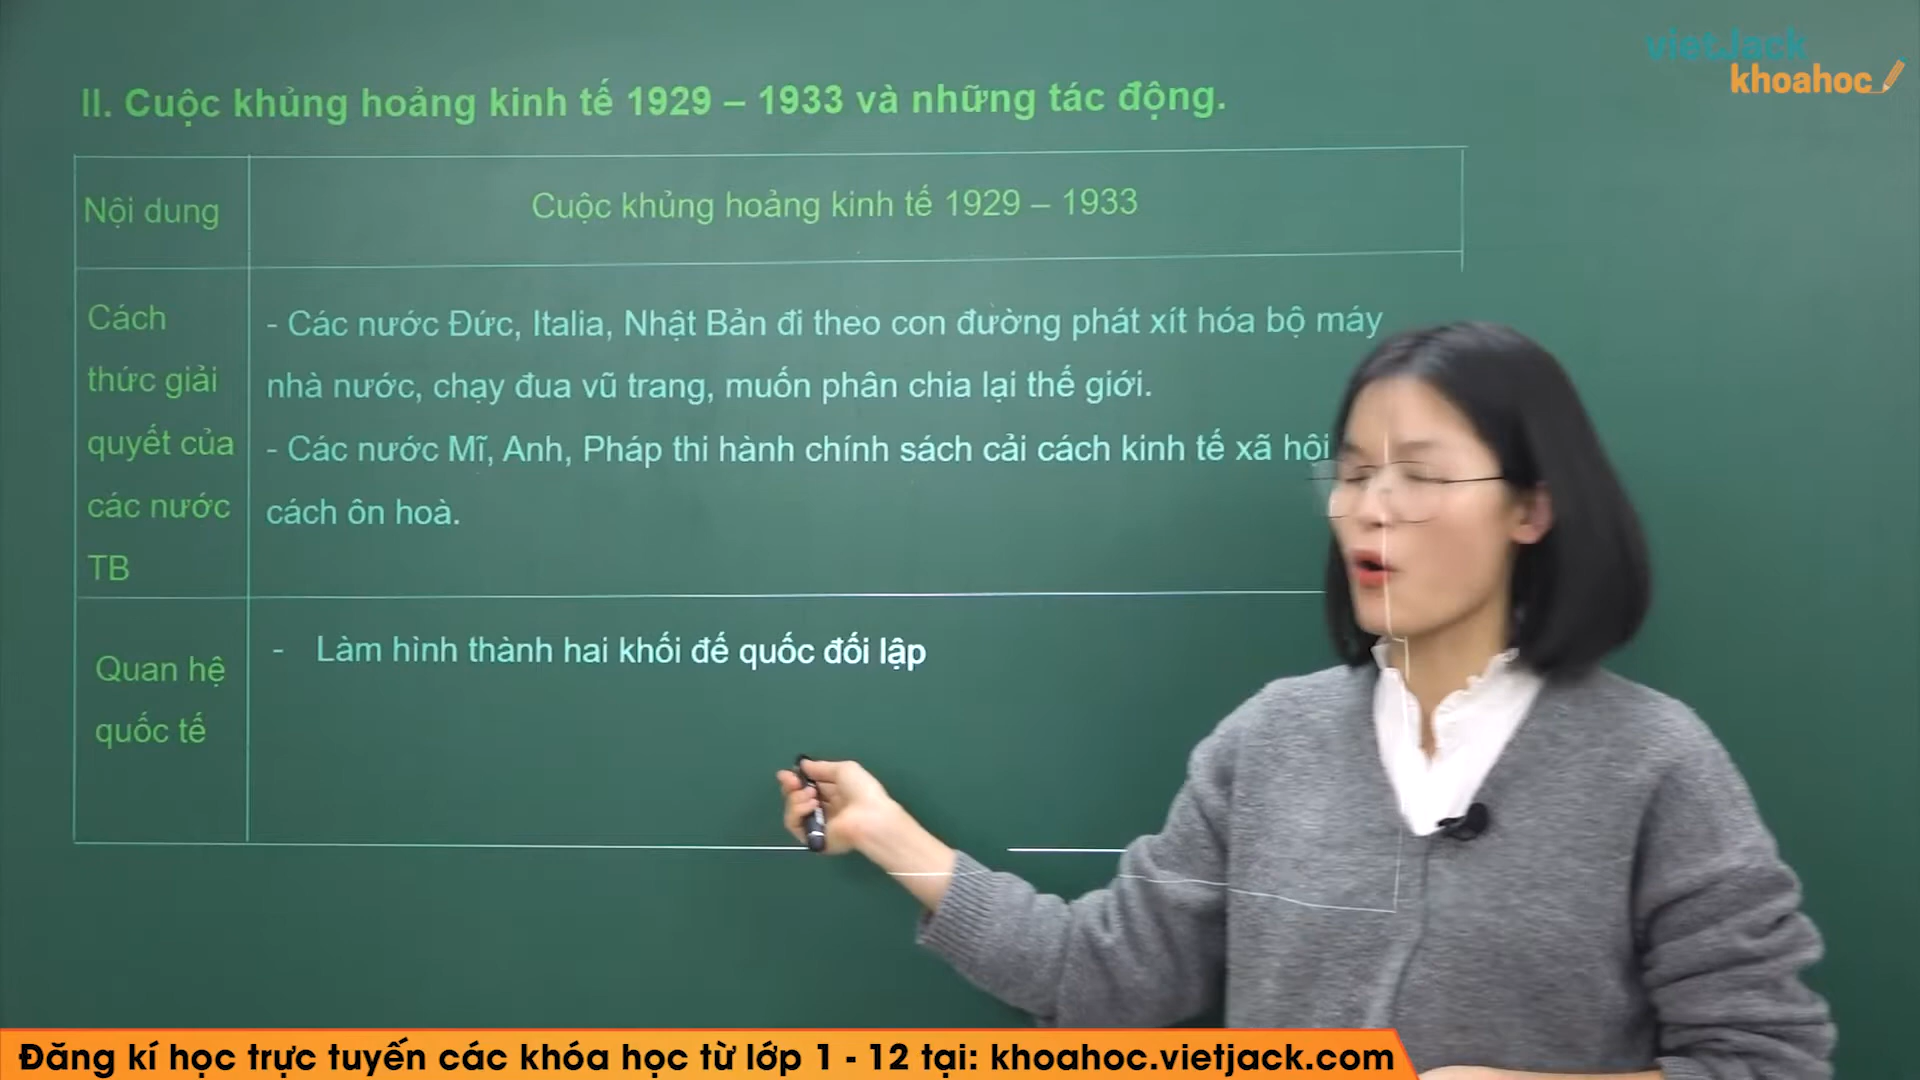 vietJack
khoahoc
II. Cuộc khủng hoảng kinh tế 1929 – 1933 và những tác động.
Nội dung
Cuộc khủng hoảng kinh tế 1929 – 1933
Cách
thức giải
quyết của
các nước
TB
- Các nước Đức, Italia, Nhật Bản đi theo con đường phát xít hóa bộ máy
nhà nước, chạy đua vũ trang, muốn phân chia lại thế giới.
- Các nước Mĩ, Anh, Pháp thi hành chính sách cải cách kinh tế xã hội
cách ôn hoà.
Quan hệ
quốc tế
- Làm hình thành hai khối đế quốc đối lập
Đăng kí học trực tuyến các khóa học từ lớp 1 - 12 tại: khoahoc.vietjack.com